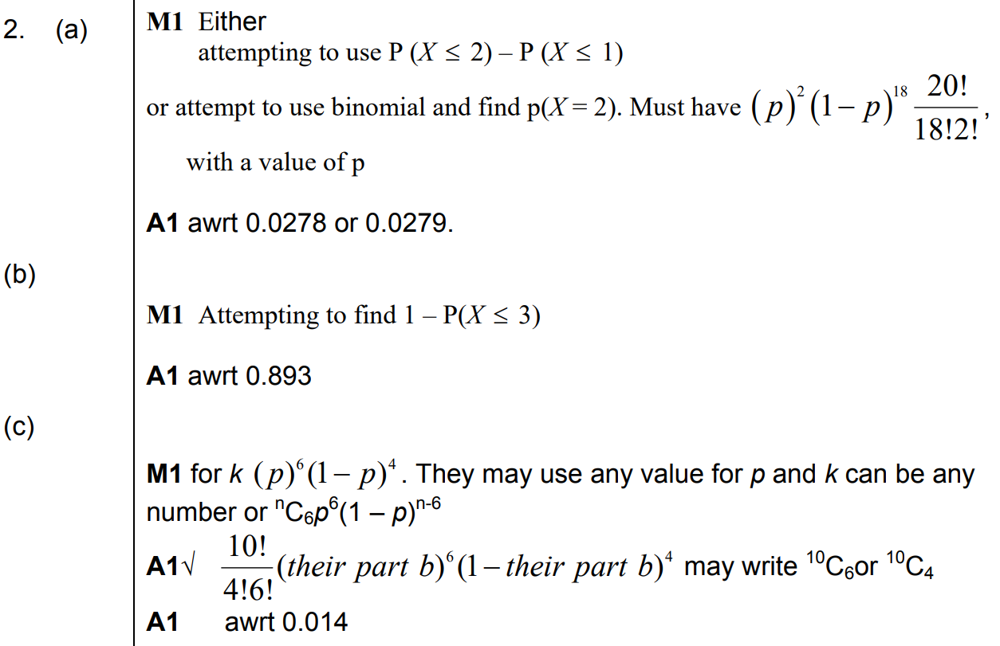 2. (a) M1 Either
attempting to use P (X ≤ 2) – P (X ≤ 1)
or attempt to use binomial and find p(X = 2). Must have (p)²(1 − p)¹⁸ 20!/18!2!,
with a value of p
A1 awrt 0.0278 or 0.0279.
(b)
M1 Attempting to find 1 – P(X ≤ 3)
A1 awrt 0.893
(c)
M1 for k (p)⁶(1 − p)⁴. They may use any value for p and k can be any
number or ⁿC₆p⁶(1 – p)ⁿ⁻⁶
A1√ 10!/4!6! (their part b)⁶(1 − their part b)⁴ may write ¹⁰C₆or ¹⁰C₄
A1 awrt 0.014